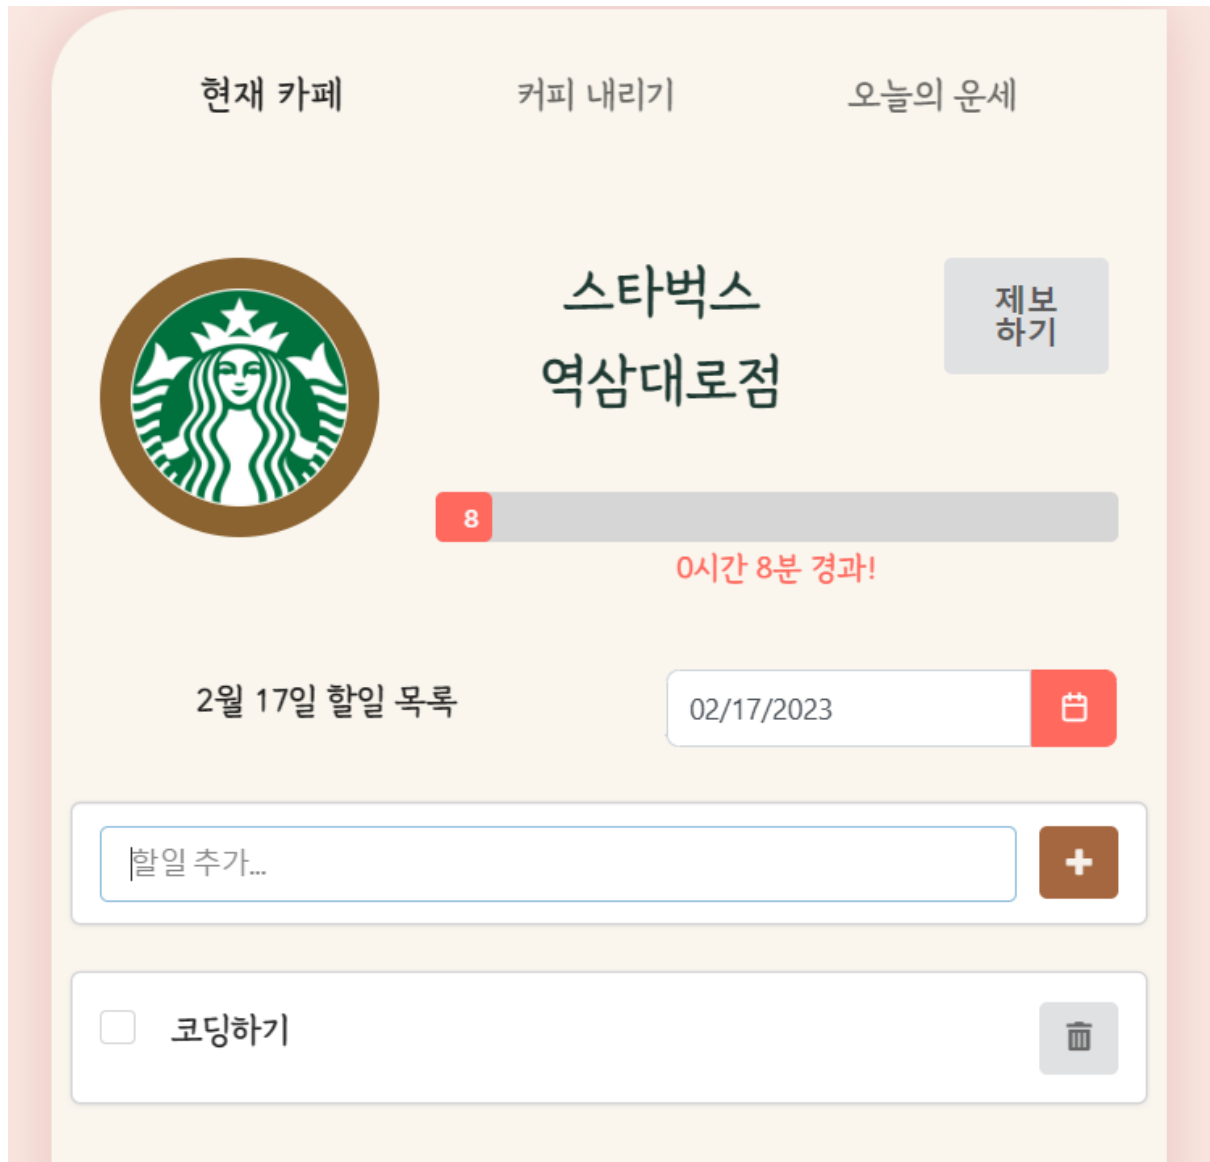 현재 카페 커피 내리기 오늘의 운세
스타벅스
역삼대로점
제보
하기
8
0시간 8분 경과!
2월 17일 할일 목록
02/17/2023
할일 추가...
코딩하기